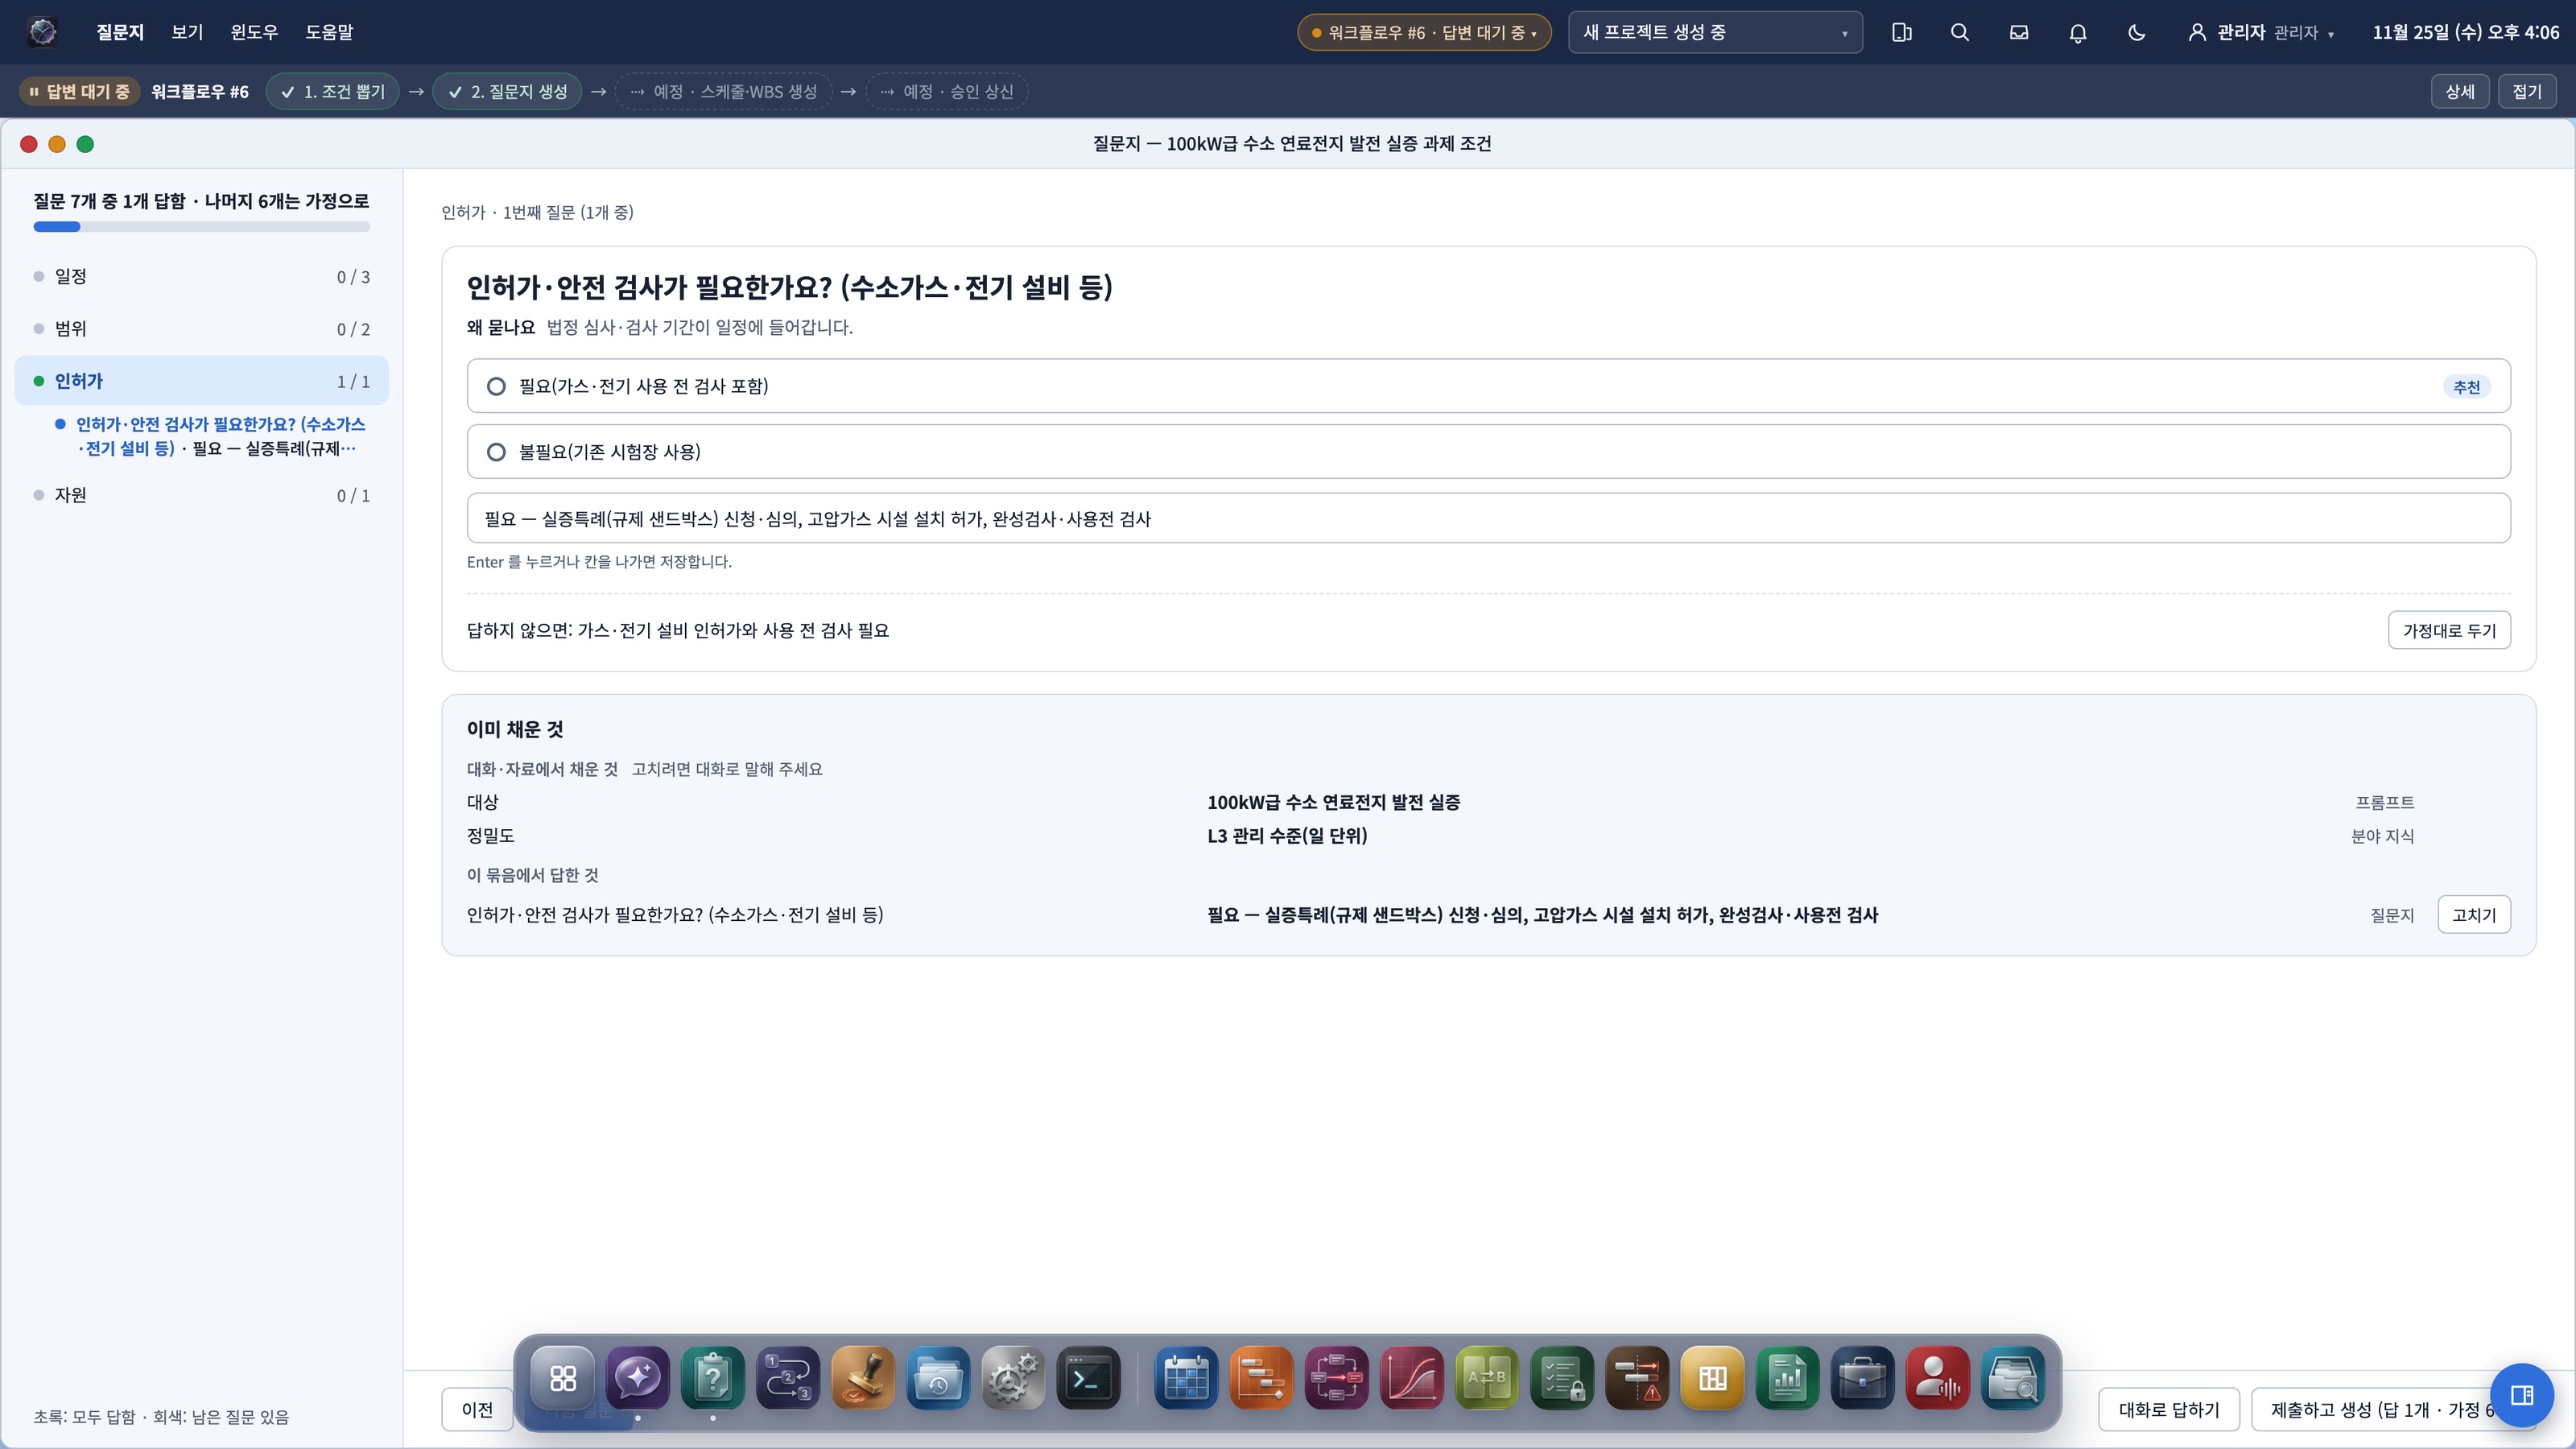 질문지 보기 윈도우 도움말 워크플로우 #6 · 답변 대기 중 ▾ 새 프로젝트 생성 중 ▾ 관리자 관리자 ▾ 11월 25일 (수) 오후 4:06
답변 대기 중 워크플로우 #6 ✓ 1. 조건 뽑기 → ✓ 2. 질문지 생성 → 예정 · 스케줄·WBS 생성 → 예정 · 승인 상신 상세 접기
질문지 — 100kW급 수소 연료전지 발전 실증 과제 조건
질문 7개 중 1개 답함 · 나머지 6개는 가정으로
일정 0 / 3
범위 0 / 2
인허가 1 / 1
인허가·안전 검사가 필요한가요? (수소가스
·전기 설비 등) · 필요 — 실증특례(규제…
자원 0 / 1
초록: 모두 답함 · 회색: 남은 질문 있음
인허가 · 1번째 질문 (1개 중)
인허가·안전 검사가 필요한가요? (수소가스·전기 설비 등)
왜 묻나요 법정 심사·검사 기간이 일정에 들어갑니다.
필요(가스·전기 사용 전 검사 포함) 추천
불필요(기존 시험장 사용)
필요 — 실증특례(규제 샌드박스) 신청·심의, 고압가스 시설 설치 허가, 완성검사·사용전 검사
Enter 를 누르거나 칸을 나가면 저장합니다.
답하지 않으면: 가스·전기 설비 인허가와 사용 전 검사 필요 가정대로 두기
이미 채운 것
대화·자료에서 채운 것 고치려면 대화로 말해 주세요
대상 100kW급 수소 연료전지 발전 실증 프롬프트
정밀도 L3 관리 수준(일 단위) 분야 지식
이 묶음에서 답한 것
인허가·안전 검사가 필요한가요? (수소가스·전기 설비 등) 필요 — 실증특례(규제 샌드박스) 신청·심의, 고압가스 시설 설치 허가, 완성검사·사용전 검사 질문지 고치기
? 1 2 3 A⇄B
이전 대화로 답하기 제출하고 생성 (답 1개 · 가정 6